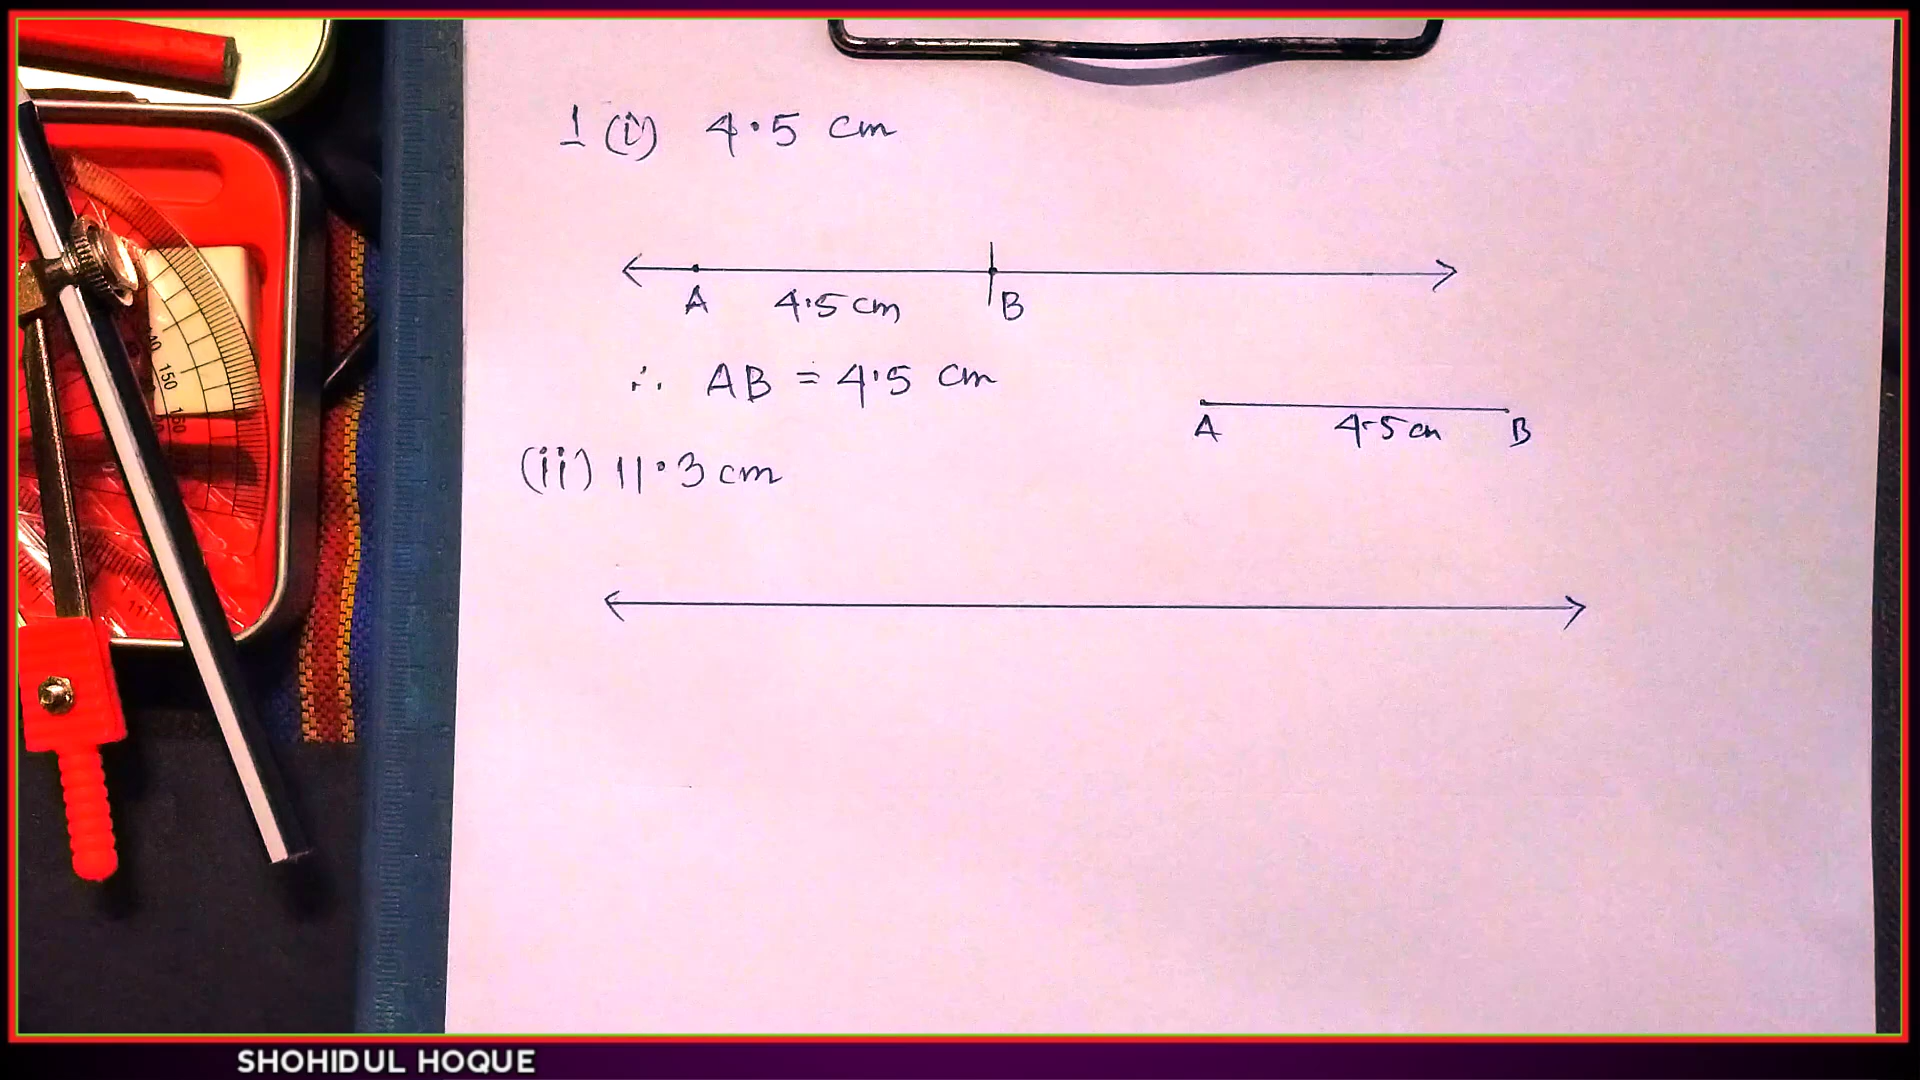 1 (i) 4.5 cm
A 4.5 cm B
∴ AB = 4.5 cm
A 4.5 cm B
(ii) 11.3 cm
150
SHOHIDUL HOQUE